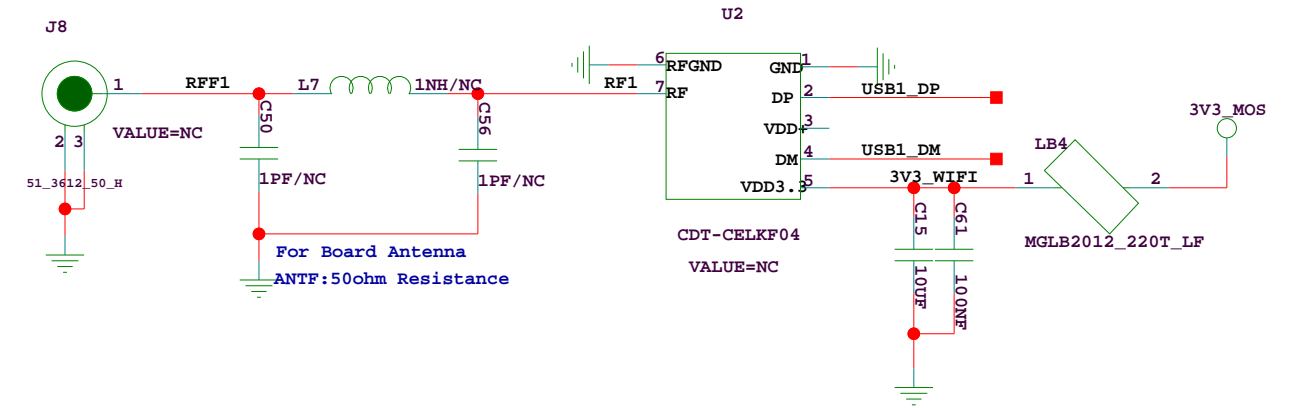 U2
J8
6
RFGND
1
GND
1
RFF1
L7
1NH/NC
RF1
7
RF
2
DP
USB1_DP
C50
C56
VALUE=NC
3
VDD+
3V3_MOS
2
3
4
DM
USB1_DM
LB4
51_3612_50_H
1PF/NC
1PF/NC
5
VDD3.3
3V3_WIFI
1
2
C15
C61
CDT-CELKF04
VALUE=NC
MGLB2012_220T_LF
For Board Antenna
ANTF:50ohm Resistance
10UF
100NF